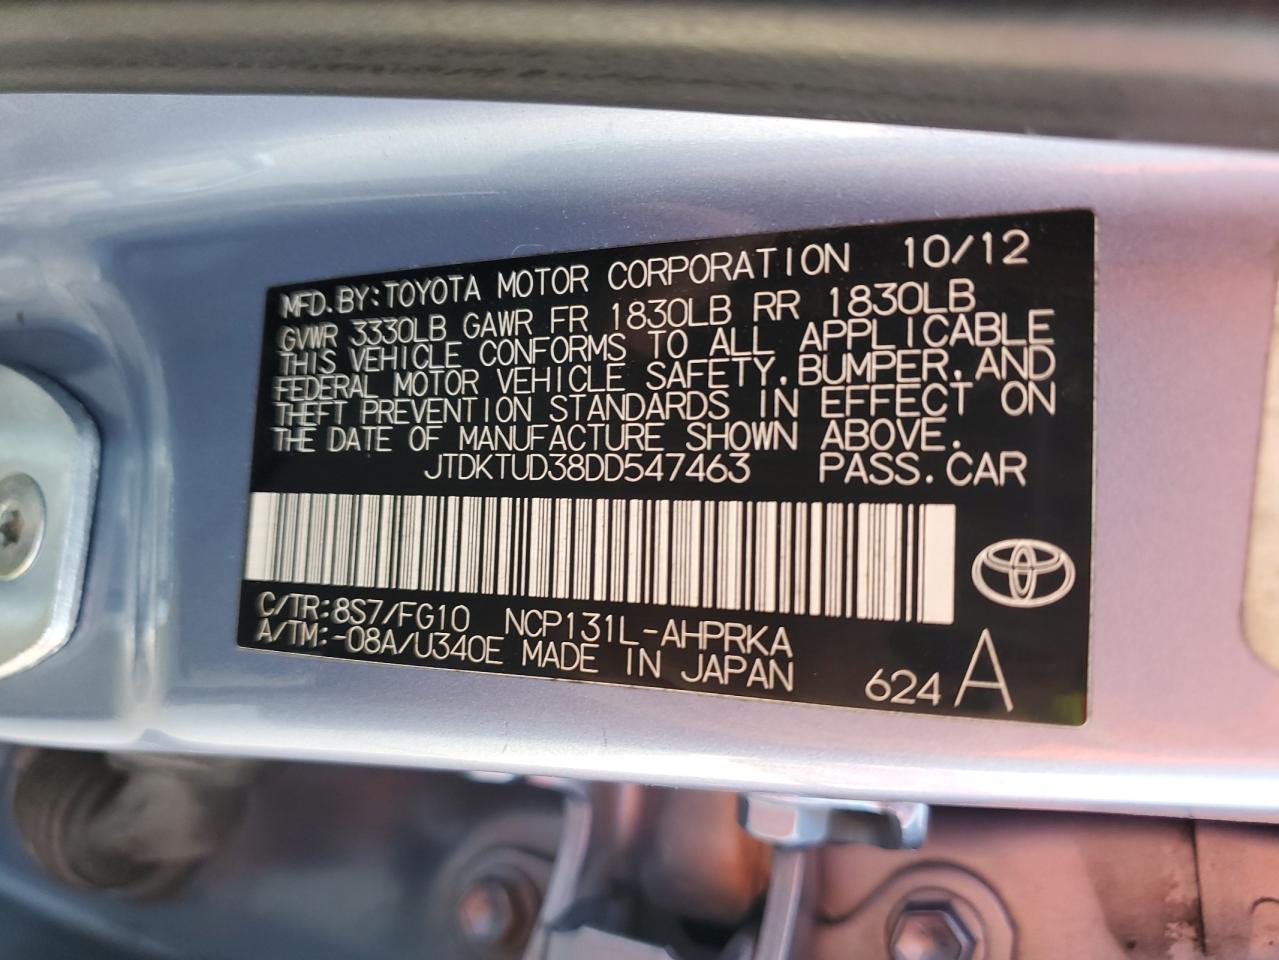 MFD.BY:TOYOTA MOTOR CORPORATION 10/12
GVWR 3330LB GAWR FR 1830LB RR 1830LB
THIS VEHICLE CONFORMS TO ALL APPLICABLE
FEDERAL MOTOR VEHICLE SAFETY,BUMPER,AND
THEFT PREVENTION STANDARDS IN EFFECT ON
THE DATE OF MANUFACTURE SHOWN ABOVE.
JTDKTUD38DD547463 PASS.CAR
C/TR:8S7/FG10 NCP131L-AHPRKA
A/TM:-08A/U340E MADE IN JAPAN 624 A